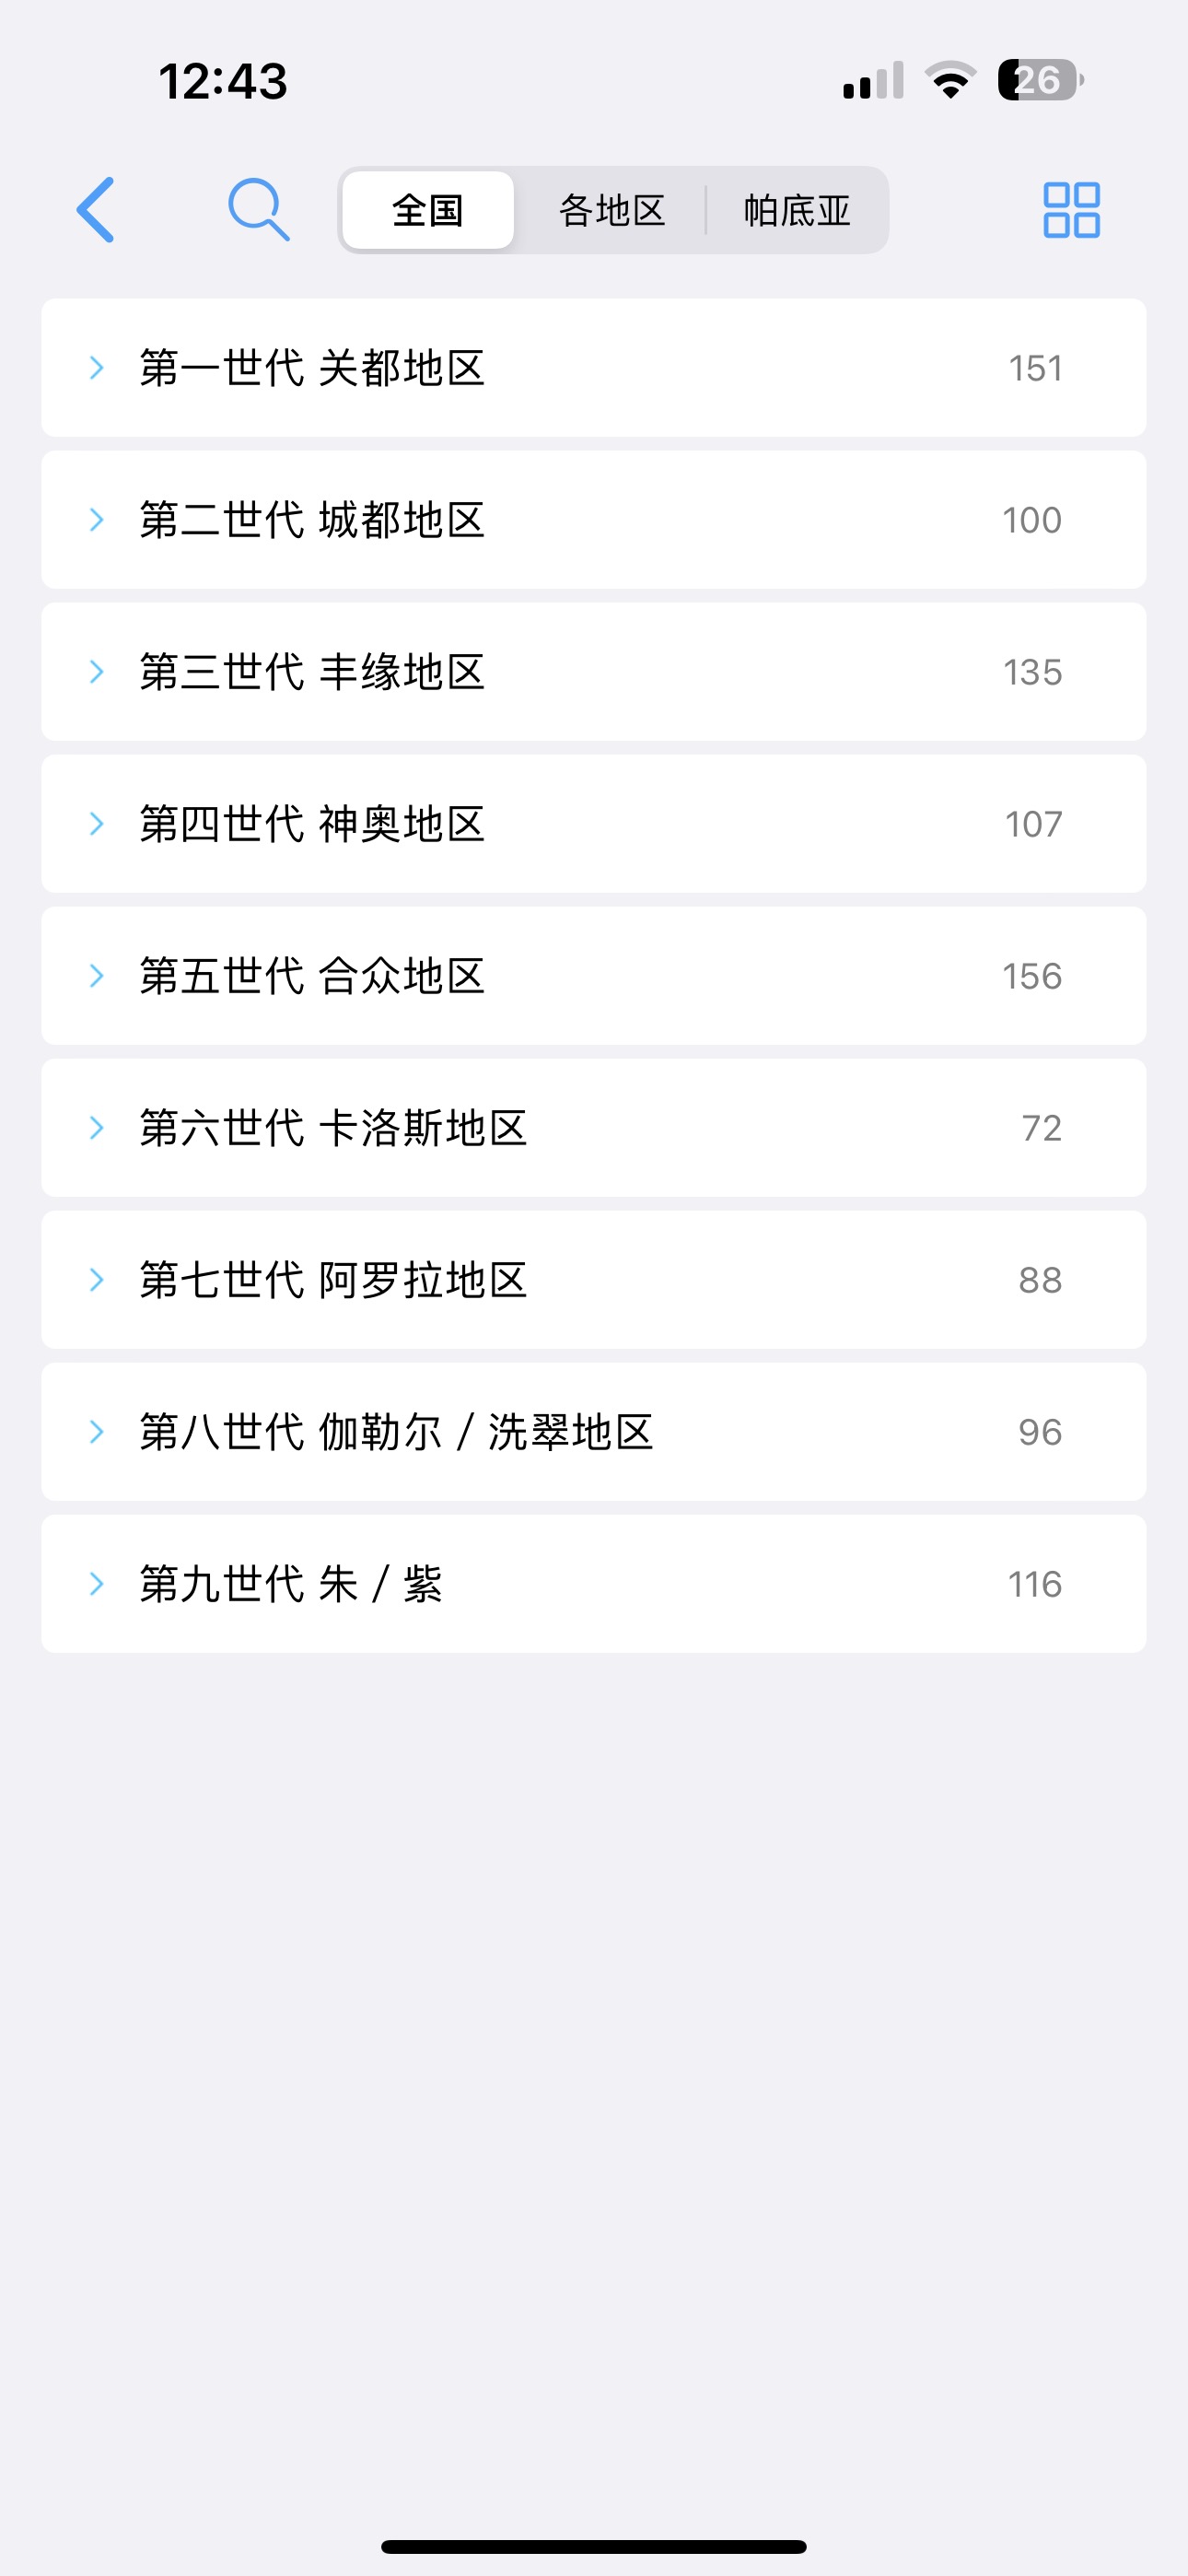 12:43
26
全国 各地区 帕底亚
第一世代 关都地区 151
第二世代 城都地区 100
第三世代 丰缘地区 135
第四世代 神奥地区 107
第五世代 合众地区 156
第六世代 卡洛斯地区 72
第七世代 阿罗拉地区 88
第八世代 伽勒尔 / 洗翠地区 96
第九世代 朱 / 紫 116